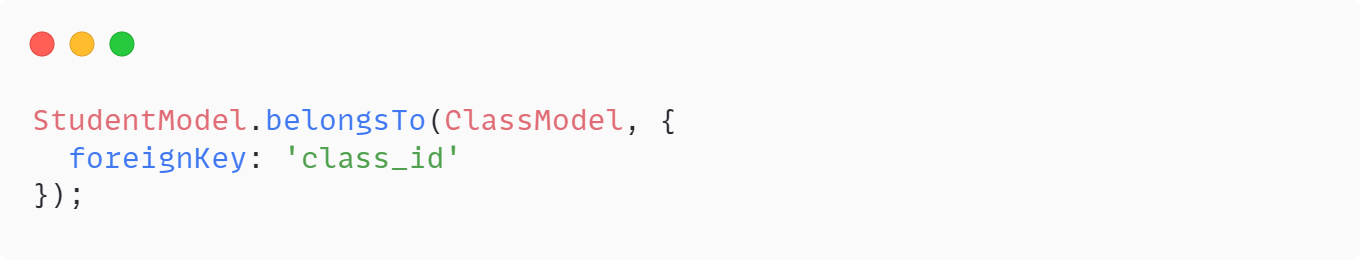 StudentModel.belongsTo(ClassModel, {
  foreignKey: 'class_id'
});